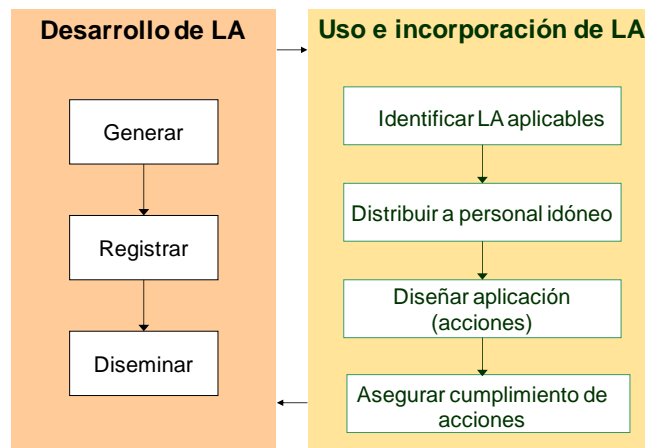 Desarrollo de LA
Generar
Registrar
Diseminar
Uso e incorporación de LA
Identificar LA aplicables
Distribuir a personal idóneo
Diseñar aplicación
(acciones)
Asegurar cumplimiento de
acciones